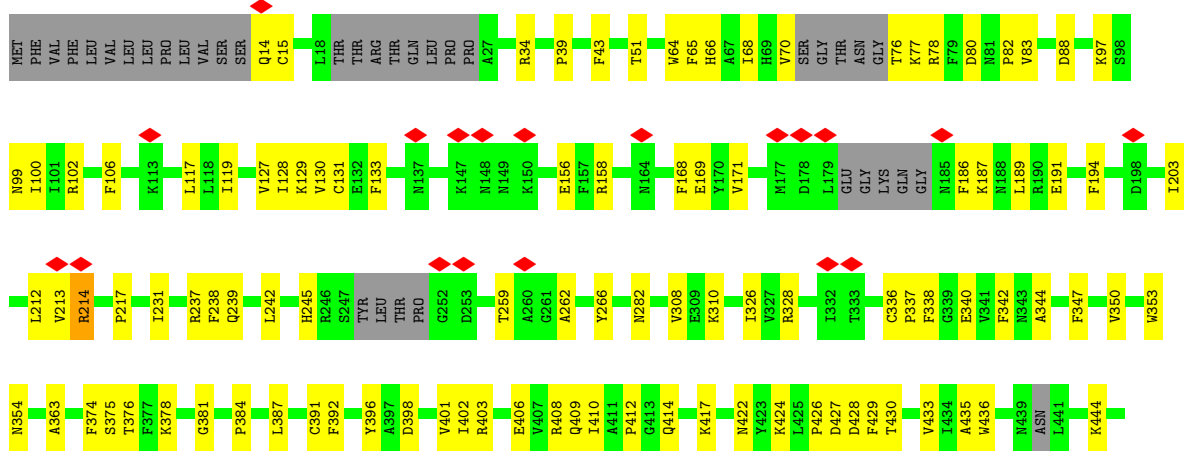 MET PHE VAL PHE LEU VAL LEU LEU PRO LEU VAL SER SER Q14 C15 L18 THR THR ARG THR GLN LEU PRO PRO A27 R34 P39 F43 T51 W64 F65 H66 A67 I68 H69 V70 SER GLY THR ASN GLY T76 K77 R78 F79 D80 N81 P82 V83 D88 K97 S98
N99 I100 I101 R102 F106 K113 L117 L118 I119 V127 I128 K129 V130 C131 E132 F133 N137 K147 N148 N149 K150 E156 F157 R158 N164 F168 E169 Y170 V171 M177 D178 L179 GLU GLY LYS GLN GLY N185 F186 K187 N188 L189 R190 E191 F194 D198 I203
L212 V213 R214 P217 I231 R237 F238 Q239 L242 H245 R246 S247 TYR LEU THR PRO G252 D253 T259 A260 G261 A262 Y266 N282 V308 E309 K310 I326 V327 R328 I332 T333 C336 P337 F338 G339 E340 V341 F342 N343 A344 F347 V350 W353
N354 A363 F374 S375 T376 F377 K378 G381 P384 L387 C391 F392 Y396 A397 D398 V401 I402 R403 E406 V407 R408 Q409 I410 A411 P412 G413 Q414 K417 N422 Y423 K424 L425 P426 D427 D428 F429 T430 V433 I434 A435 W436 N439 ASN L441 K444